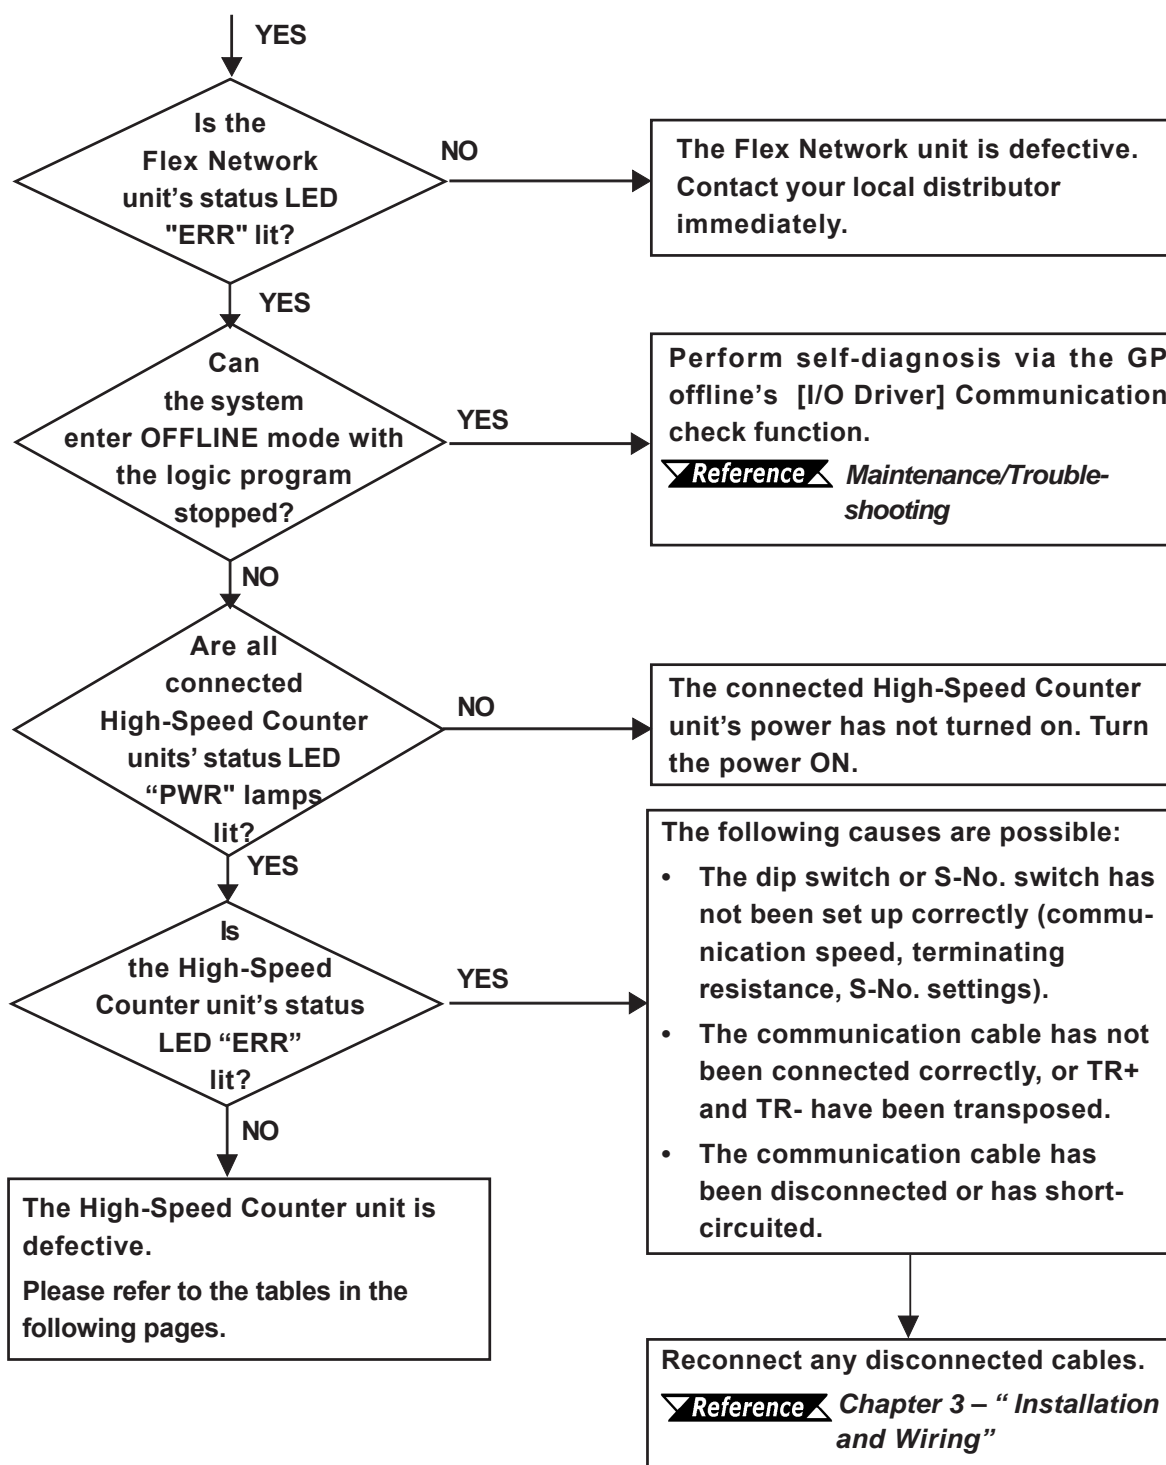 YES
Is the
Flex Network
unit's status LED
"ERR" lit?
NO
The Flex Network unit is defective.
Contact your local distributor
immediately.
YES
Can
the system
enter OFFLINE mode with
the logic program
stopped?
YES
Perform self-diagnosis via the GP
offline's [I/O Driver] Communication
check function.
Reference Maintenance/Trouble-
shooting
NO
Are all
connected
High-Speed Counter
units' status LED
“PWR" lamps
lit?
NO
The connected High-Speed Counter
unit's power has not turned on. Turn
the power ON.
YES
Is
the High-Speed
Counter unit's status
LED “ERR”
lit?
YES
The following causes are possible:
• The dip switch or S-No. switch has
not been set up correctly (commu-
nication speed, terminating
resistance, S-No. settings).
• The communication cable has not
been connected correctly, or TR+
and TR- have been transposed.
• The communication cable has
been disconnected or has short-
circuited.
NO
The High-Speed Counter unit is
defective.
Please refer to the tables in the
following pages.
Reconnect any disconnected cables.
Reference Chapter 3 – “ Installation
and Wiring”